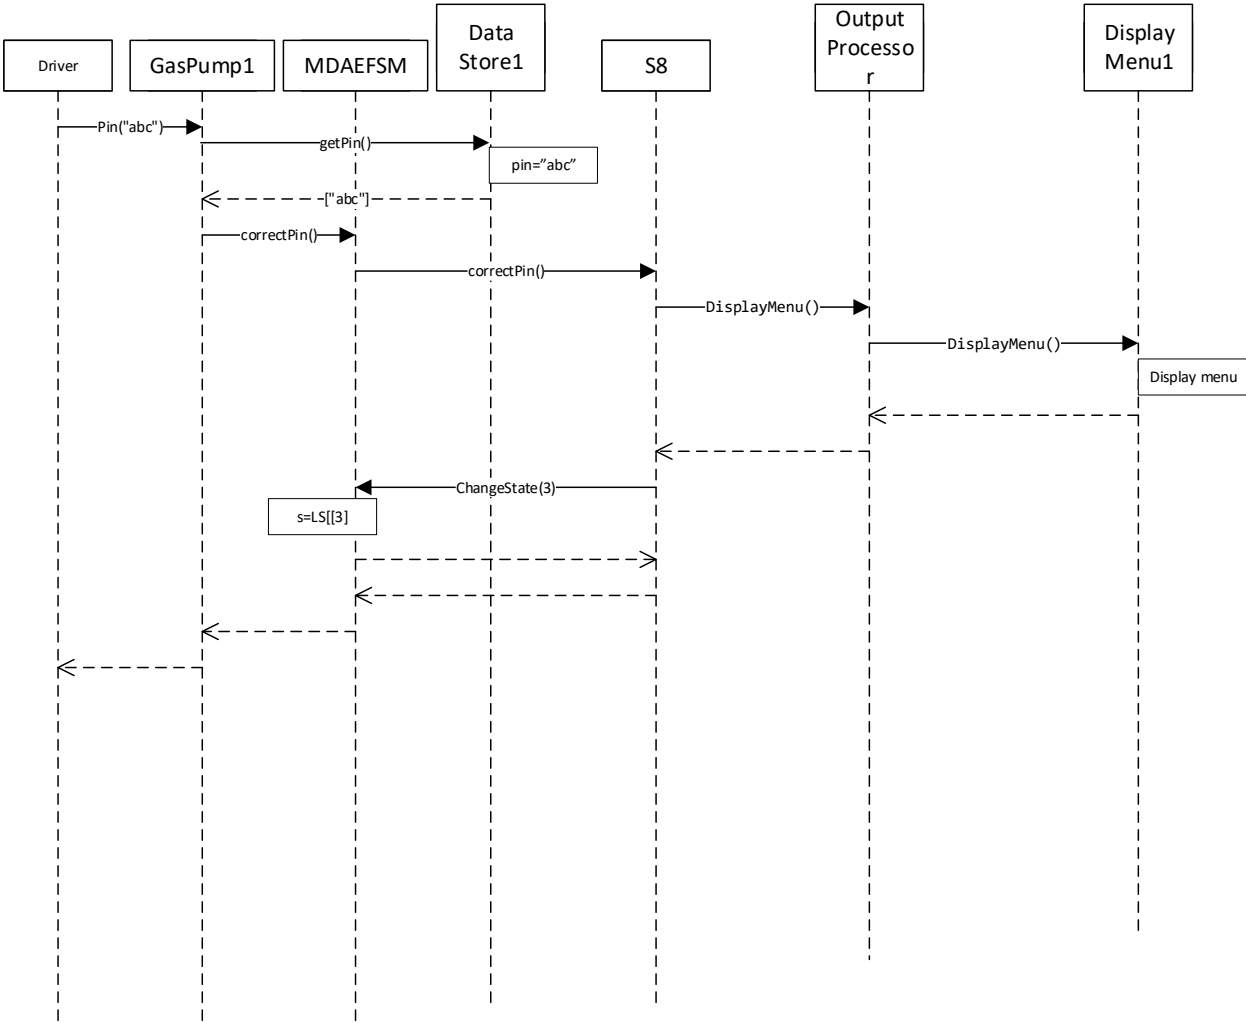 Driver
GasPump1
MDAEFSM
Data
Store1
S8
Output
Processo
r
Display
Menu1
Pin("abc")
getPin()
pin=”abc”
["abc"]
correctPin()
correctPin()
DisplayMenu()
DisplayMenu()
Display menu
ChangeState(3)
s=LS[[3]